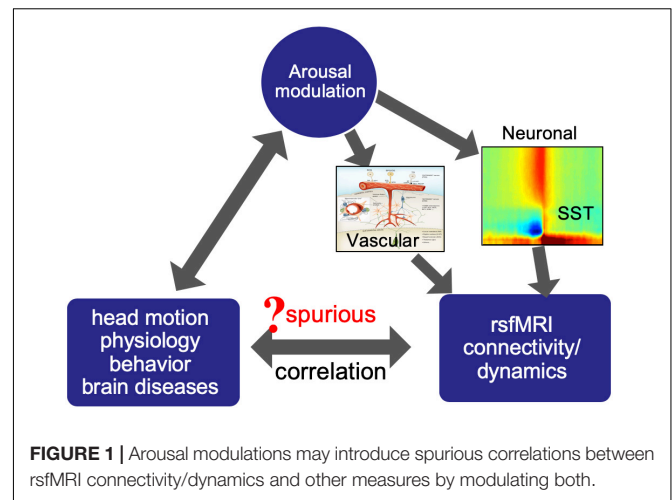 Arousal
modulation
Neuronal
SST
Vascular
head motion
physiology
behavior
brain diseases
? spurious
correlation
rsfMRI
connectivity/
dynamics
FIGURE 1 | Arousal modulations may introduce spurious correlations between
rsfMRI connectivity/dynamics and other measures by modulating both.